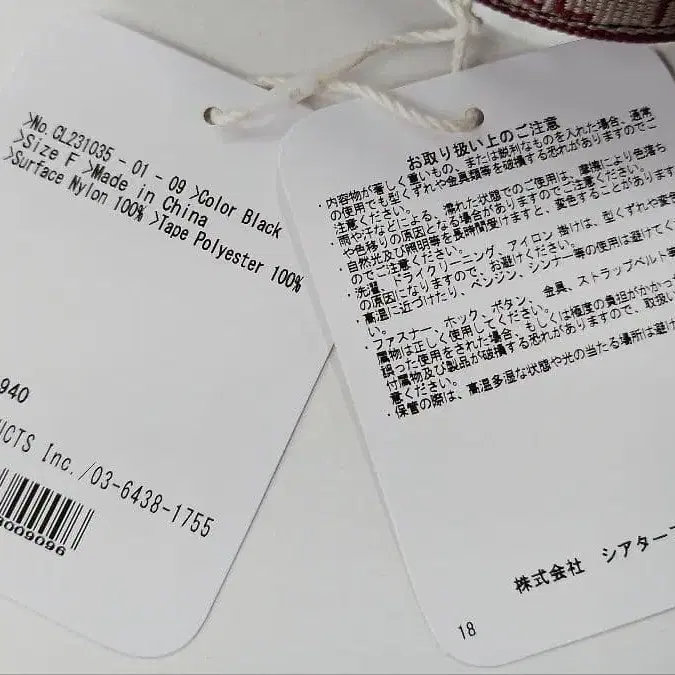 >No.CL231035 - 01 - 09 >Color Black
>Size F >Made in China
>Surface Nylon 100% >Tape Polyester 100%
940
UCTS Inc./03-6438-1755
009096
お取り扱い上のご注意
・内容物が著しく重いもの、または鋭利なものを入れた場合、通常
の使用でも型くずれや金具類等を破損する恐れがありますのでご
注意ください。
・雨や汗などによる、濡れた状態でのご使用は、摩擦により色落ち
や色移りの原因となる場合がありますのでご注意ください。
・自然光及び照明等を長時間受けますと、変色することがあります
のでご注意ください。
・洗濯、ドライクリーニング、アイロン掛けは、型くずれや変色
の原因になりますので、お避けください。
・高温に近づけたり、ベンジン、シンナー等の使用は避けてくだ
い。
・ファスナー、ホック、ボタン、金具、ストラップベルト等
属物は正しく使用してください。
誤った使用をされた場合、もしくは極度の負担がかかっ
付属物及び製品が破損する恐れがありますので、取扱い
意ください。
・保管の際は、高温多湿な状態や光の当たる場所は避け
株式会社 シアター
18